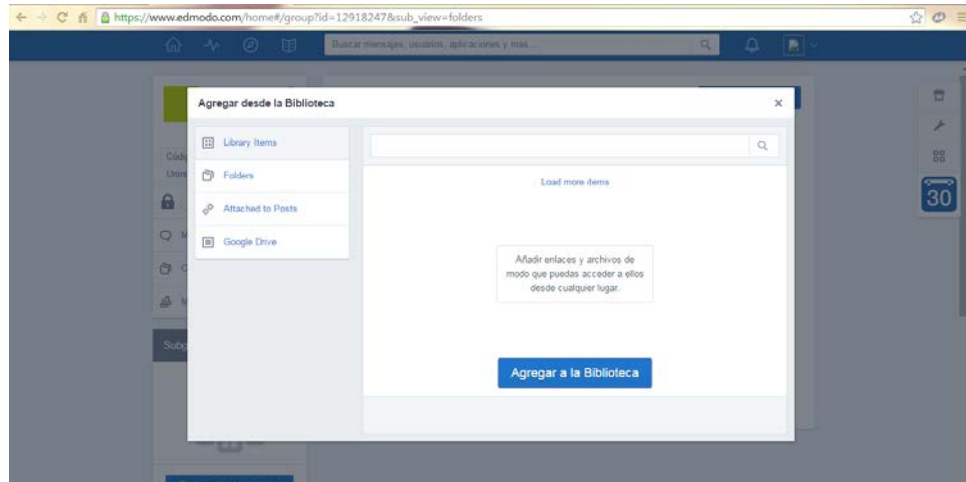 https://www.edmodo.com/home#/group?id=12918247&sub_view=folders
Buscar mensajes, usuarios, aplicaciones y mas...
Agregar desde la Biblioteca
Library Items
Folders
Attached to Posts
Google Drive
Load more items
Añadir enlaces y archivos de
modo que puedas acceder a ellos
desde cualquier lugar.
Agregar a la Biblioteca
30